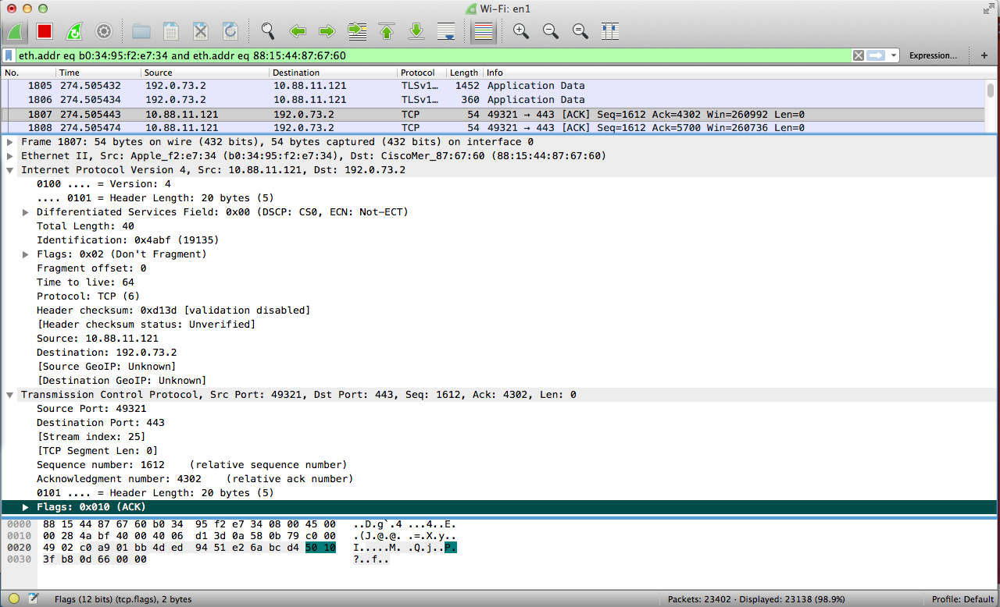 Wi-Fi: en1
eth.addr eq b0:34:95:f2:e7:34 and eth.addr eq 88:15:44:87:67:60 Expression... +
No. Time Source Destination Protocol Length Info
1805 274.505432 192.0.73.2 10.88.11.121 TLSv1… 1452 Application Data
1806 274.505434 192.0.73.2 10.88.11.121 TLSv1… 360 Application Data
1807 274.505443 10.88.11.121 192.0.73.2 TCP 54 49321 → 443 [ACK] Seq=1612 Ack=4302 Win=260992 Len=0
1808 274.505474 10.88.11.121 192.0.73.2 TCP 54 49321 → 443 [ACK] Seq=1612 Ack=5700 Win=260736 Len=0
Frame 1807: 54 bytes on wire (432 bits), 54 bytes captured (432 bits) on interface 0
Ethernet II, Src: Apple_f2:e7:34 (b0:34:95:f2:e7:34), Dst: CiscoMer_87:67:60 (88:15:44:87:67:60)
Internet Protocol Version 4, Src: 10.88.11.121, Dst: 192.0.73.2
0100 .... = Version: 4
.... 0101 = Header Length: 20 bytes (5)
Differentiated Services Field: 0x00 (DSCP: CS0, ECN: Not-ECT)
Total Length: 40
Identification: 0x4abf (19135)
Flags: 0x02 (Don't Fragment)
Fragment offset: 0
Time to live: 64
Protocol: TCP (6)
Header checksum: 0xd13d [validation disabled]
[Header checksum status: Unverified]
Source: 10.88.11.121
Destination: 192.0.73.2
[Source GeoIP: Unknown]
[Destination GeoIP: Unknown]
Transmission Control Protocol, Src Port: 49321, Dst Port: 443, Seq: 1612, Ack: 4302, Len: 0
Source Port: 49321
Destination Port: 443
[Stream index: 25]
[TCP Segment Len: 0]
Sequence number: 1612 (relative sequence number)
Acknowledgment number: 4302 (relative ack number)
0101 .... = Header Length: 20 bytes (5)
Flags: 0x010 (ACK)
0000 88 15 44 87 67 60 b0 34 95 f2 e7 34 08 00 45 00 ..D.g`.4 ...4..E.
0010 00 28 4a bf 40 00 40 06 d1 3d 0a 58 0b 79 c0 00 .(J.@.@. .=.X.y..
0020 49 02 c0 a9 01 bb 4d ed 94 51 e2 6a bc d4 50 10 I.....M. .Q.j..P.
0030 3f b8 0d 66 00 00 ?..f..
Flags (12 bits) (tcp.flags), 2 bytes Packets: 23402 · Displayed: 23138 (98.9%) Profile: Default